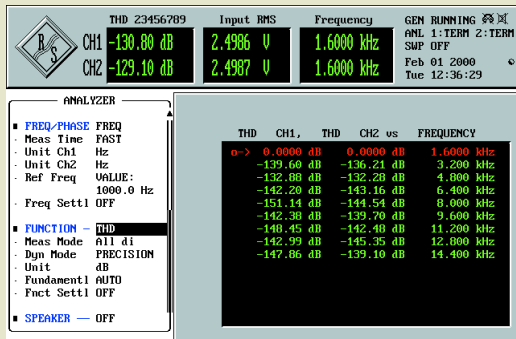 THD 23456789 Input RMS Frequency
R S CH1 -130.80 dB 2.4986 V 1.6000 kHz
CH2 -129.10 dB 2.4987 V 1.6000 kHz
GEN RUNNING
ANL 1:TERM 2:TERM
SWP OFF
Feb 01 2000
Tue 12:36:29
ANALYZER
FREQ/PHASE FREQ
Meas Time FAST
Unit Ch1 Hz
Unit Ch2 Hz
Ref Freq VALUE:
1000.0 Hz
Freq Settl OFF
FUNCTION THD
Meas Mode All di
Dyn Mode PRECISION
Unit dB
Fundamentl AUTO
Fnct Settl OFF
SPEAKER OFF
THD CH1, THD CH2 vs FREQUENCY
o-> 0.0000 dB 0.0000 dB 1.6000 kHz
-139.60 dB -136.21 dB 3.200 kHz
-132.88 dB -132.28 dB 4.800 kHz
-142.20 dB -143.16 dB 6.400 kHz
-151.14 dB -144.54 dB 8.000 kHz
-142.38 dB -139.70 dB 9.600 kHz
-148.45 dB -142.48 dB 11.200 kHz
-142.99 dB -145.35 dB 12.800 kHz
-147.86 dB -139.10 dB 14.400 kHz